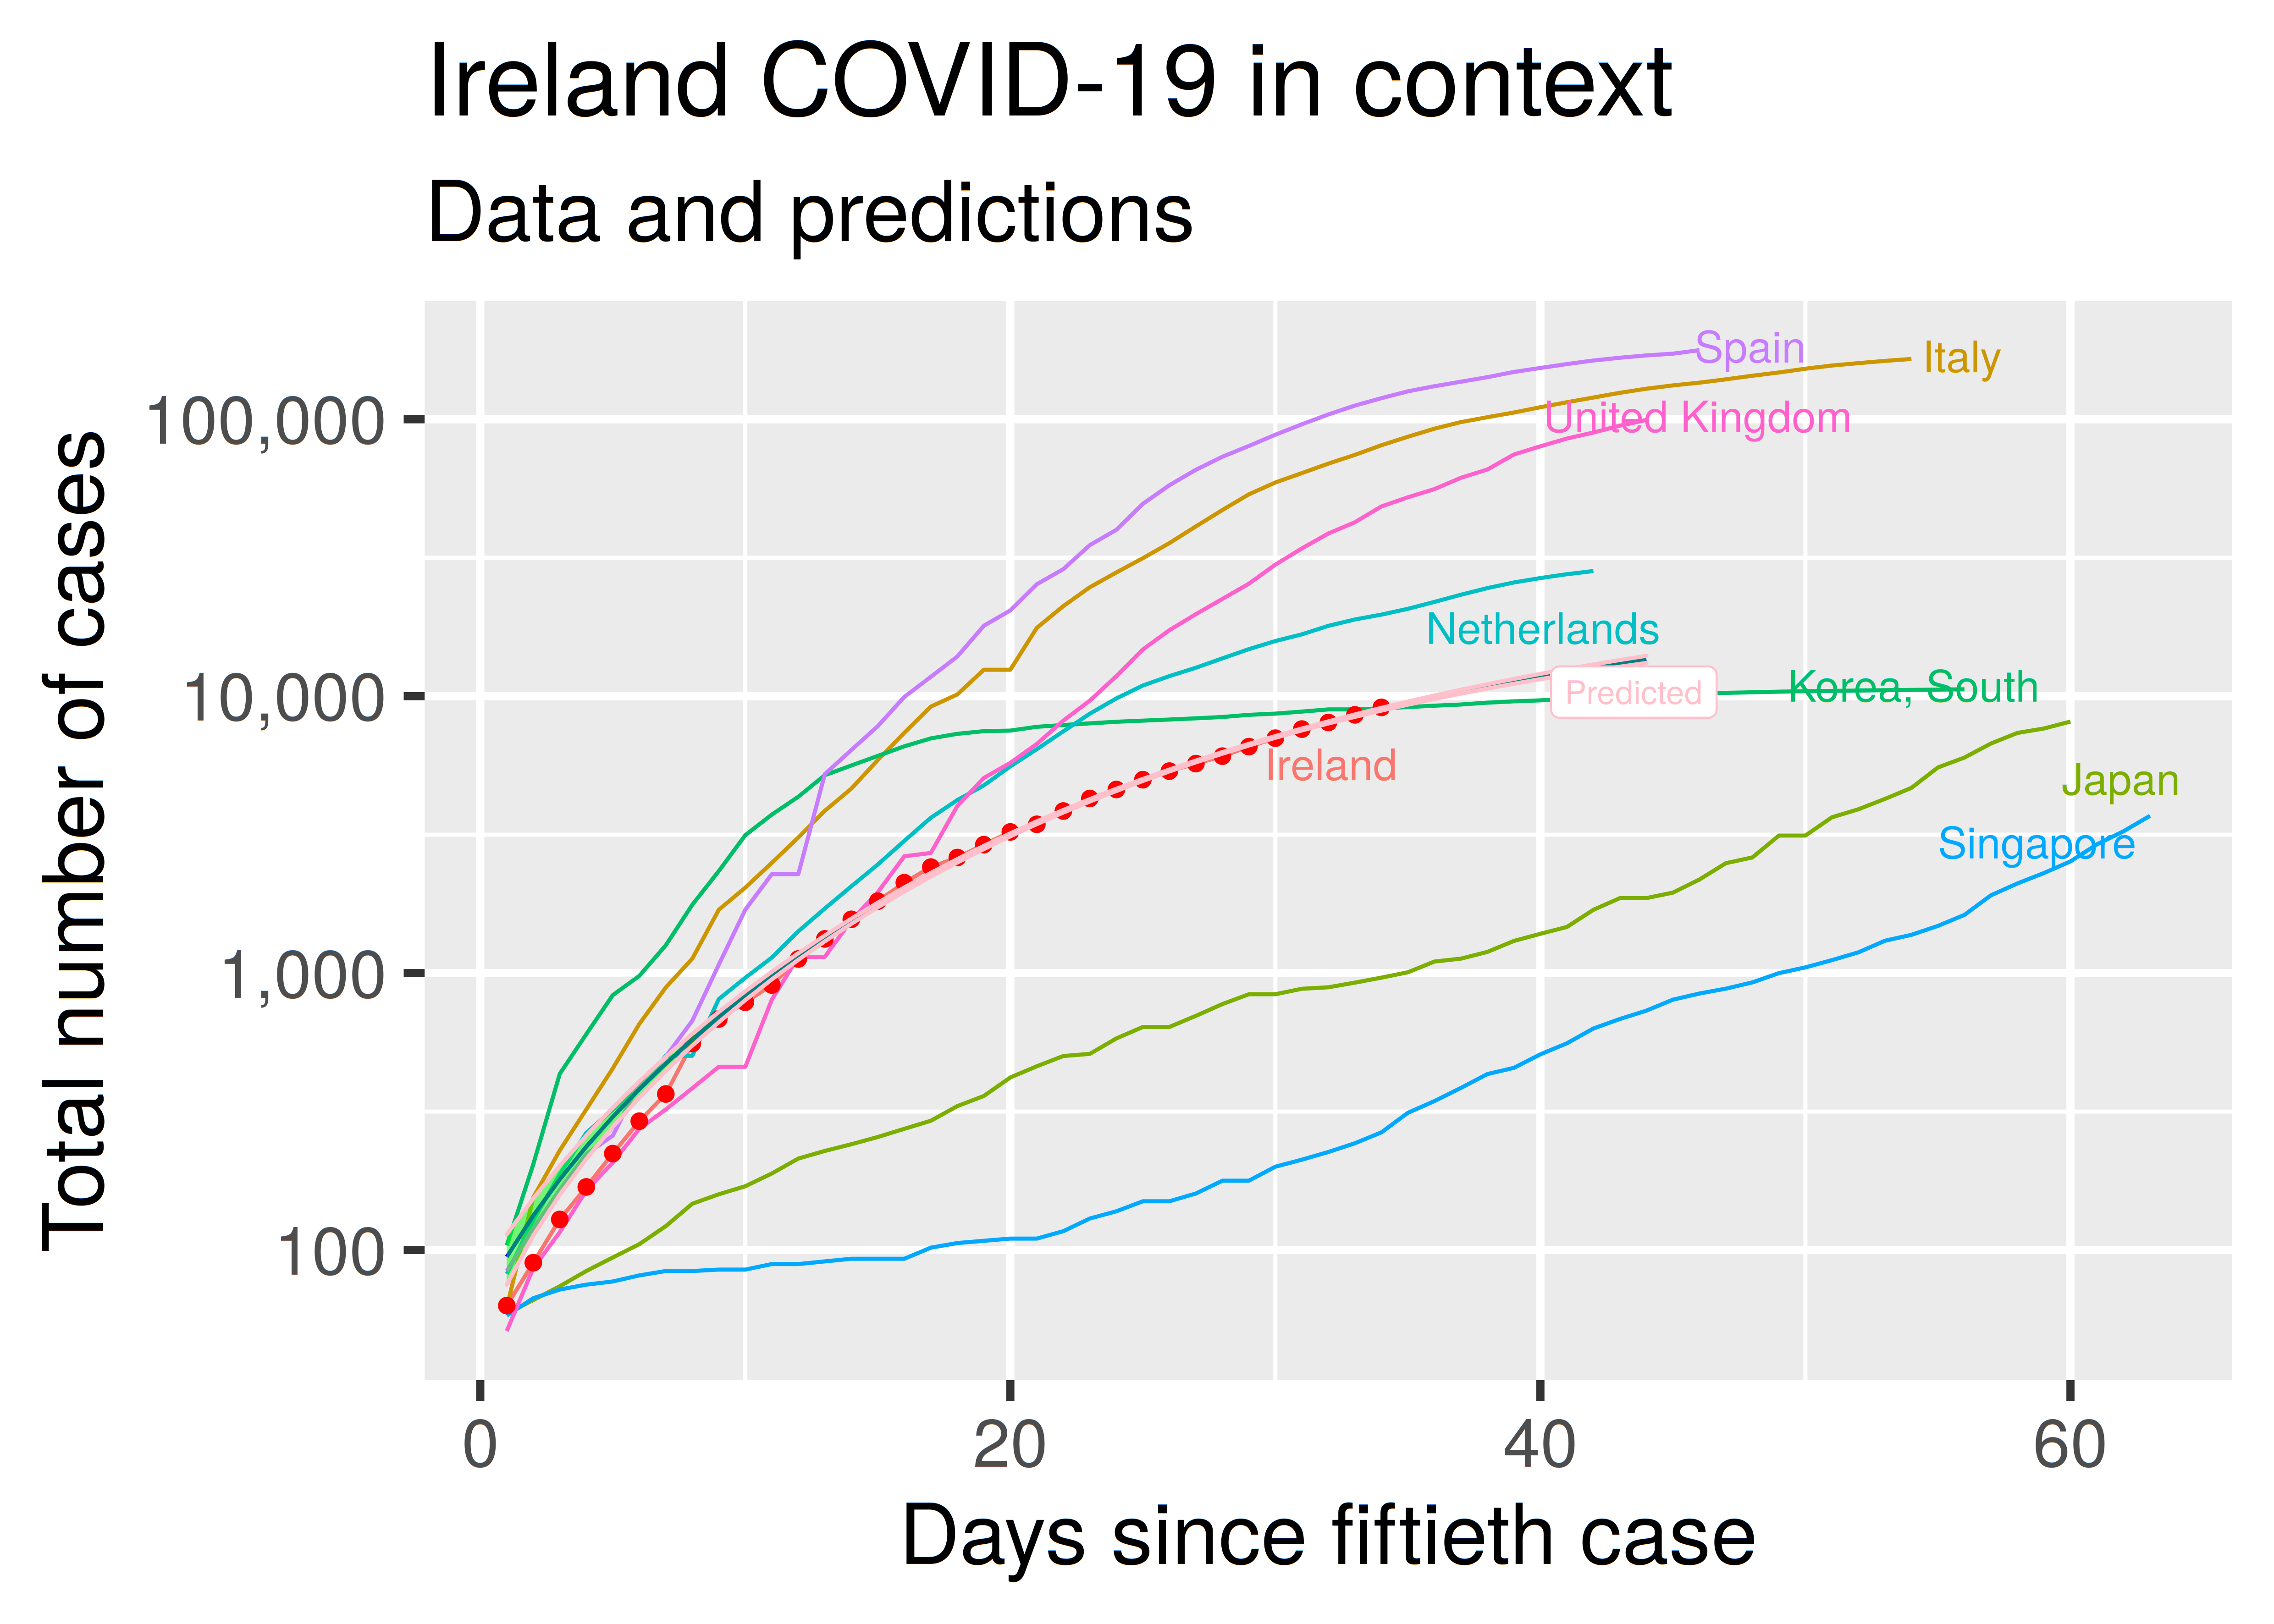 Ireland COVID-19 in context
Data and predictions
Total number of cases
100,000
10,000
1,000
100
Spain
Italy
United Kingdom
Netherlands
Predicted
Korea, South
Ireland
Japan
Singapore
0 20 40 60
Days since fiftieth case